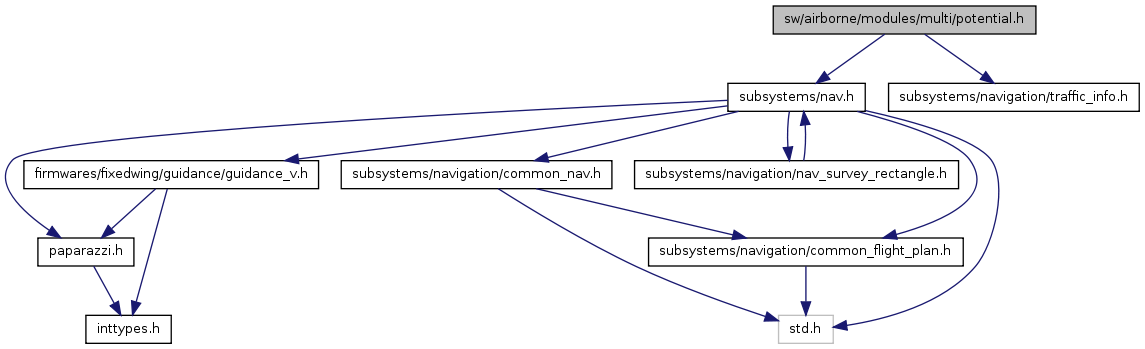 sw/airborne/modules/multi/potential.h
subsystems/nav.h
subsystems/navigation/traffic_info.h
firmwares/fixedwing/guidance/guidance_v.h
subsystems/navigation/common_nav.h
subsystems/navigation/nav_survey_rectangle.h
paparazzi.h
subsystems/navigation/common_flight_plan.h
inttypes.h
std.h